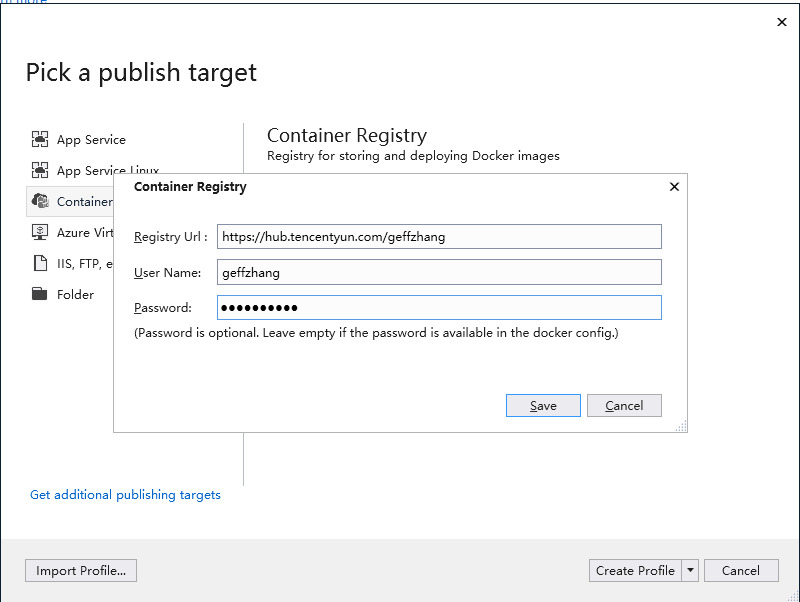 Pick a publish target
App Service
App Service Linux
Container
Azure Virt
IIS, FTP, e
Folder
Get additional publishing targets
Container Registry
Registry for storing and deploying Docker images
Container Registry
Registry Url : https://hub.tencentyun.com/geffzhang
User Name: geffzhang
Password: ●●●●●●●●●●
(Password is optional. Leave empty if the password is available in the docker config.)
Save Cancel
Import Profile... Create Profile Cancel